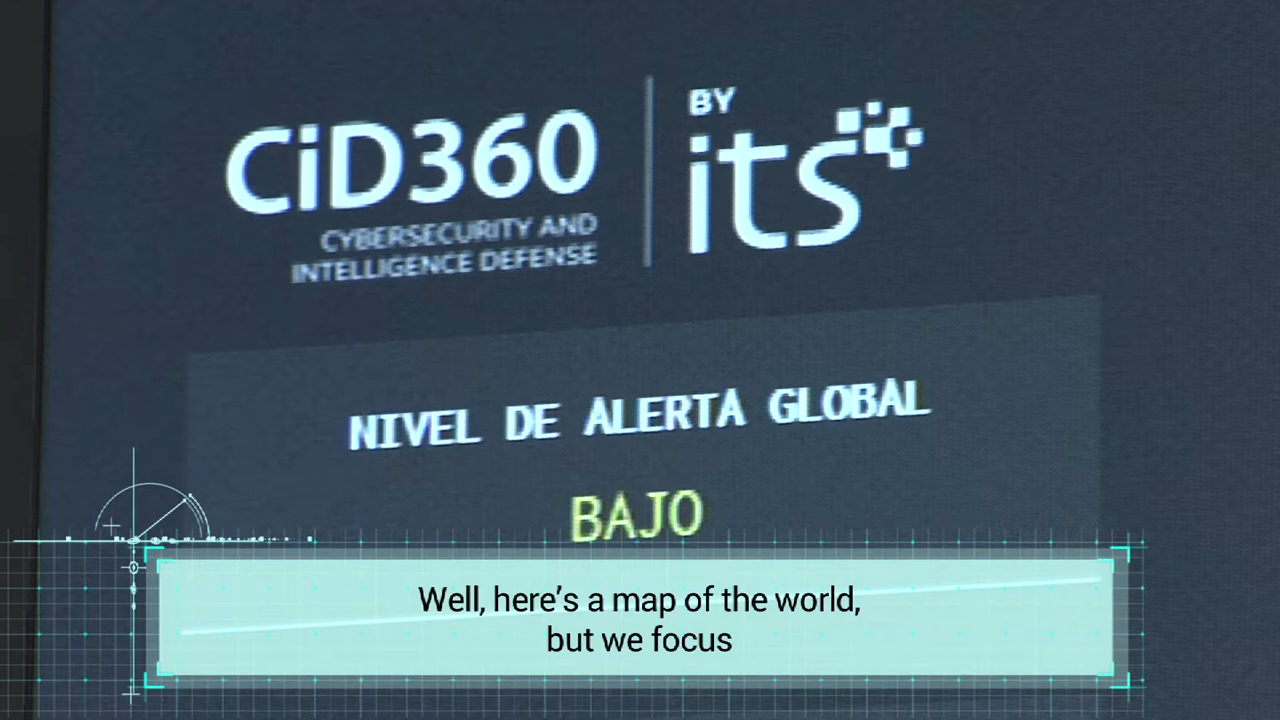 CiD360
CYBERSECURITY AND
INTELLIGENCE DEFENSE
BY
its
NIVEL DE ALERTA GLOBAL
BAJO
Well, here's a map of the world,
but we focus